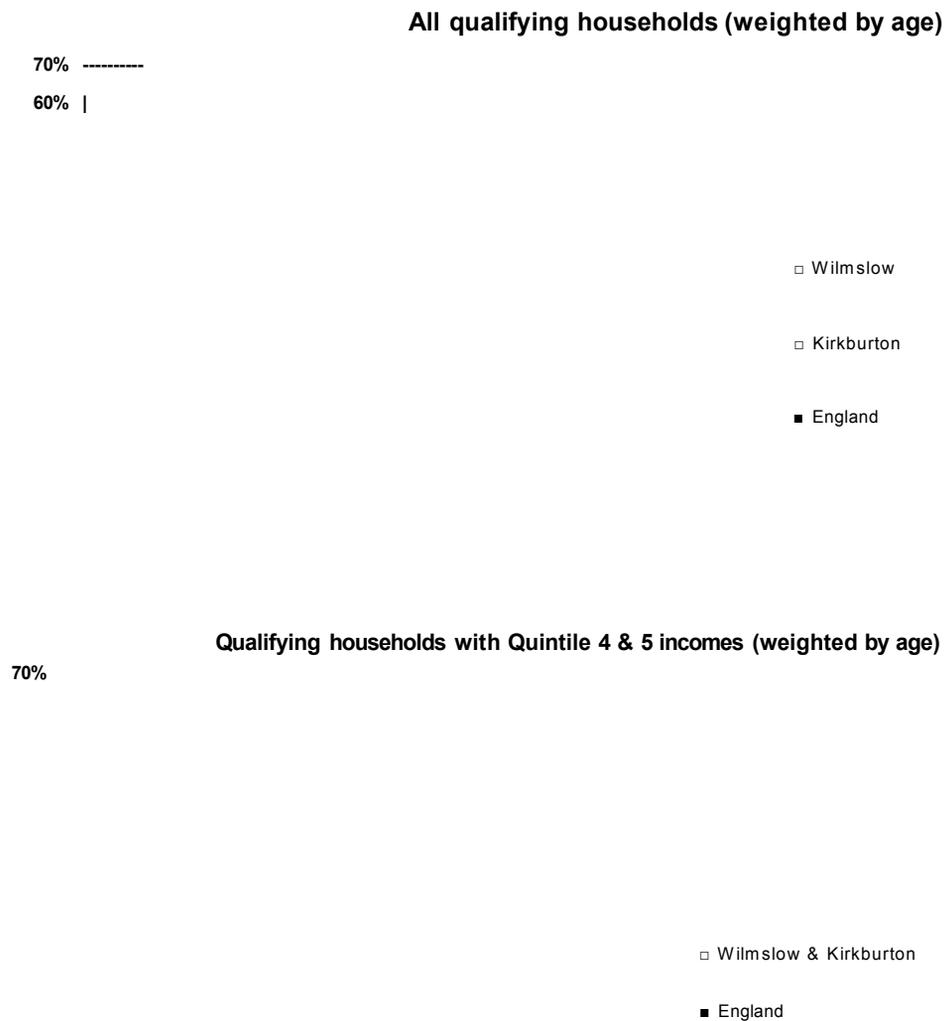 All qualifying households (weighted by age)
70% ----------
60% |
□ Wilmslow
□ Kirkburton
■ England
Qualifying households with Quintile 4 & 5 incomes (weighted by age)
70%
□ Wilmslow & Kirkburton
■ England